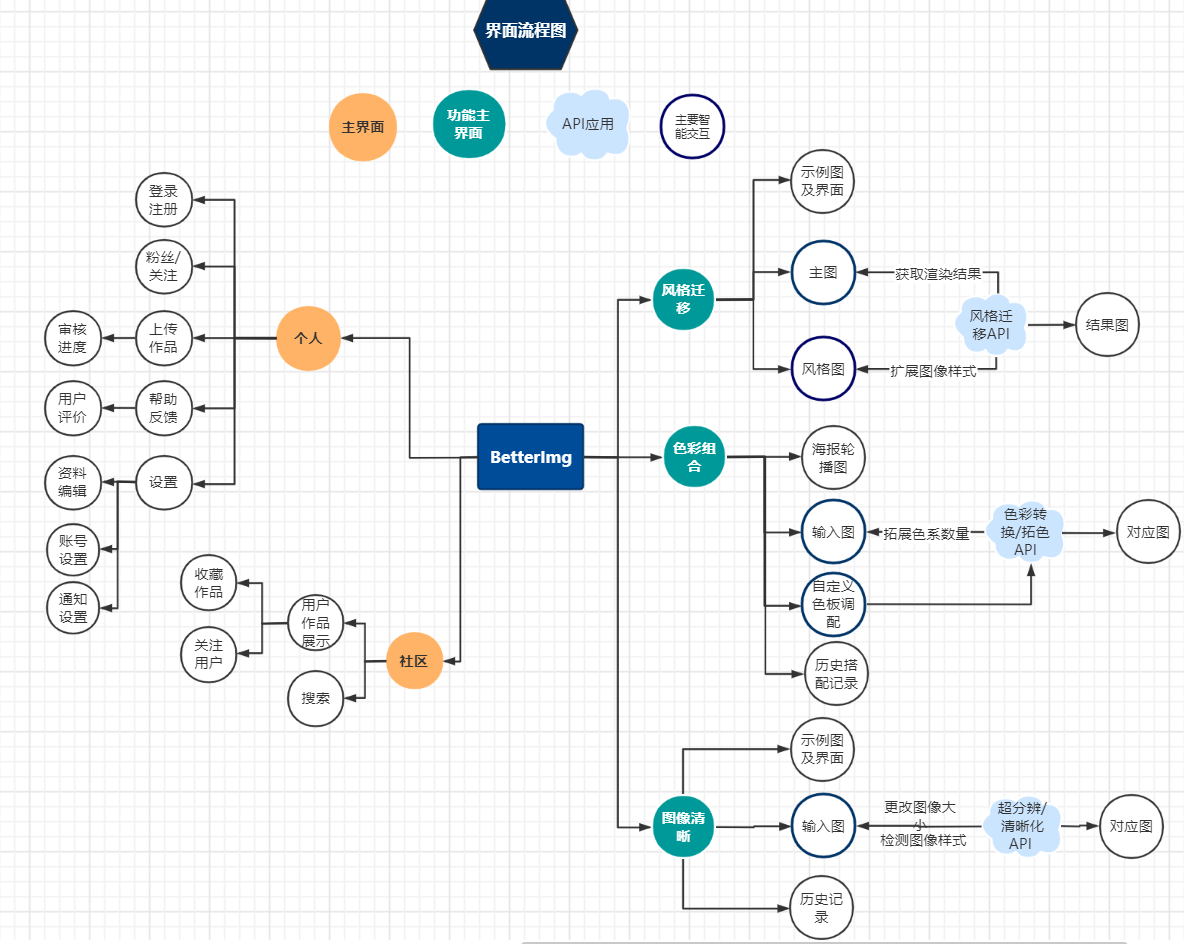 界面流程图
主界面
功能主
界面
API应用
主要智
能交互
登录
注册
粉丝/
关注
审核
进度
上传
作品
个人
用户
评价
帮助
反馈
资料
编辑
设置
账号
设置
通知
设置
收藏
作品
用户
作品
展示
关注
用户
社区
搜索
BetterImg
风格迁
移
示例图
及界面
主图
获取渲染结果
风格迁
移API
结果图
风格图
扩展图像样式
色彩组
合
海报轮
播图
输入图
拓展色系数量
色彩转
换/拓色
API
对应图
自定义
色板调
配
历史搭
配记录
图像清
晰
示例图
及界面
输入图
更改图像大
小
检测图像样式
超分辨/
清晰化
API
对应图
历史记
录